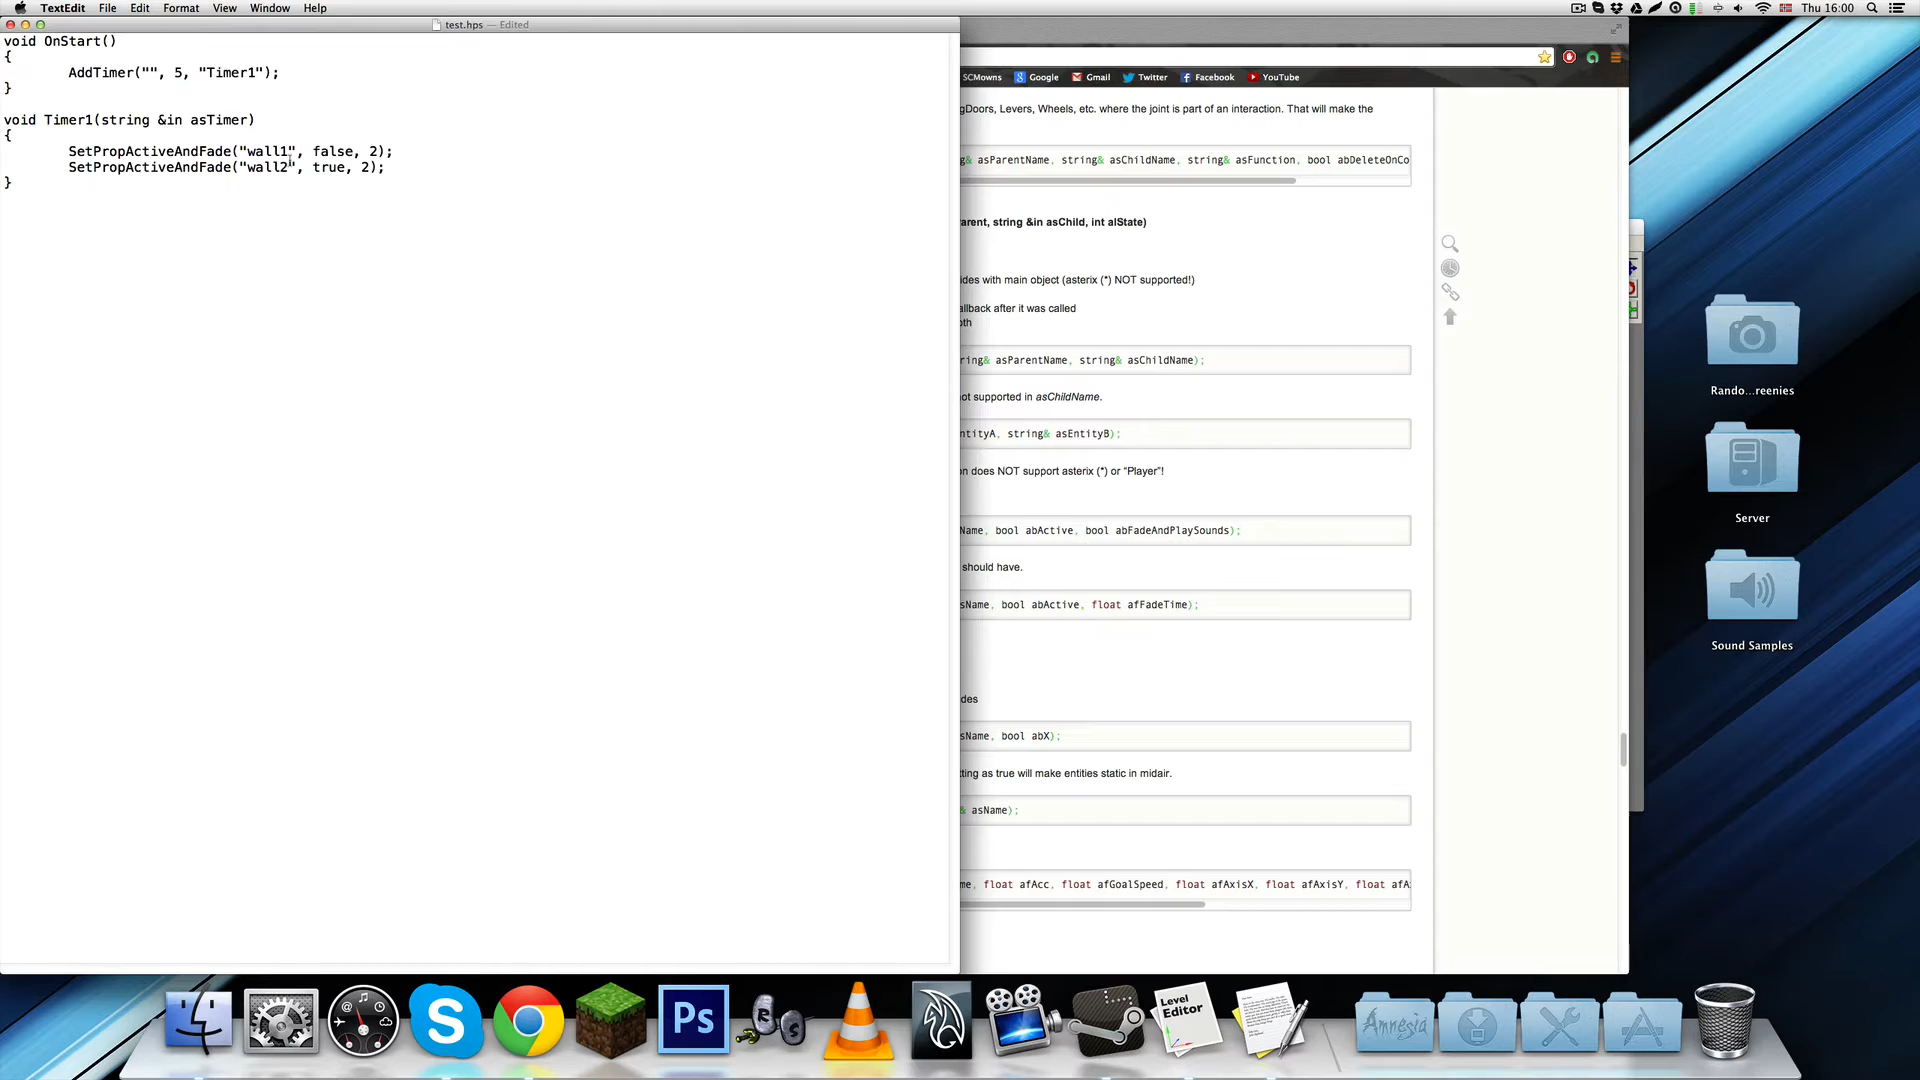 TextEdit File Edit Format View Window Help
Thu 16:00
test.hps — Edited
void OnStart()
{
AddTimer("", 5, "Timer1");
}
void Timer1(string &in asTimer)
{
SetPropActiveAndFade("wall1", false, 2);
SetPropActiveAndFade("wall2", true, 2);
}
SCMowns Google Gmail Twitter Facebook YouTube
gDoors, Levers, Wheels, etc. where the joint is part of an interaction. That will make the
g& asParentName, string& asChildName, string& asFunction, bool abDeleteOnCo
arent, string &in asChild, int alState)
ides with main object (asterix (*) NOT supported!)
allback after it was called
oth
ring& asParentName, string& asChildName);
not supported in asChildName.
ntityA, string& asEntityB);
on does NOT support asterix (*) or “Player”!
Name, bool abActive, bool abFadeAndPlaySounds);
should have.
sName, bool abActive, float afFadeTime);
des
sName, bool abX);
tting as true will make entities static in midair.
& asName);
me, float afAcc, float afGoalSpeed, float afAxisX, float afAxisY, float afA
Rando...reenies
Server
Sound Samples
S
Ps
R S
Level
Editor
Amnesia